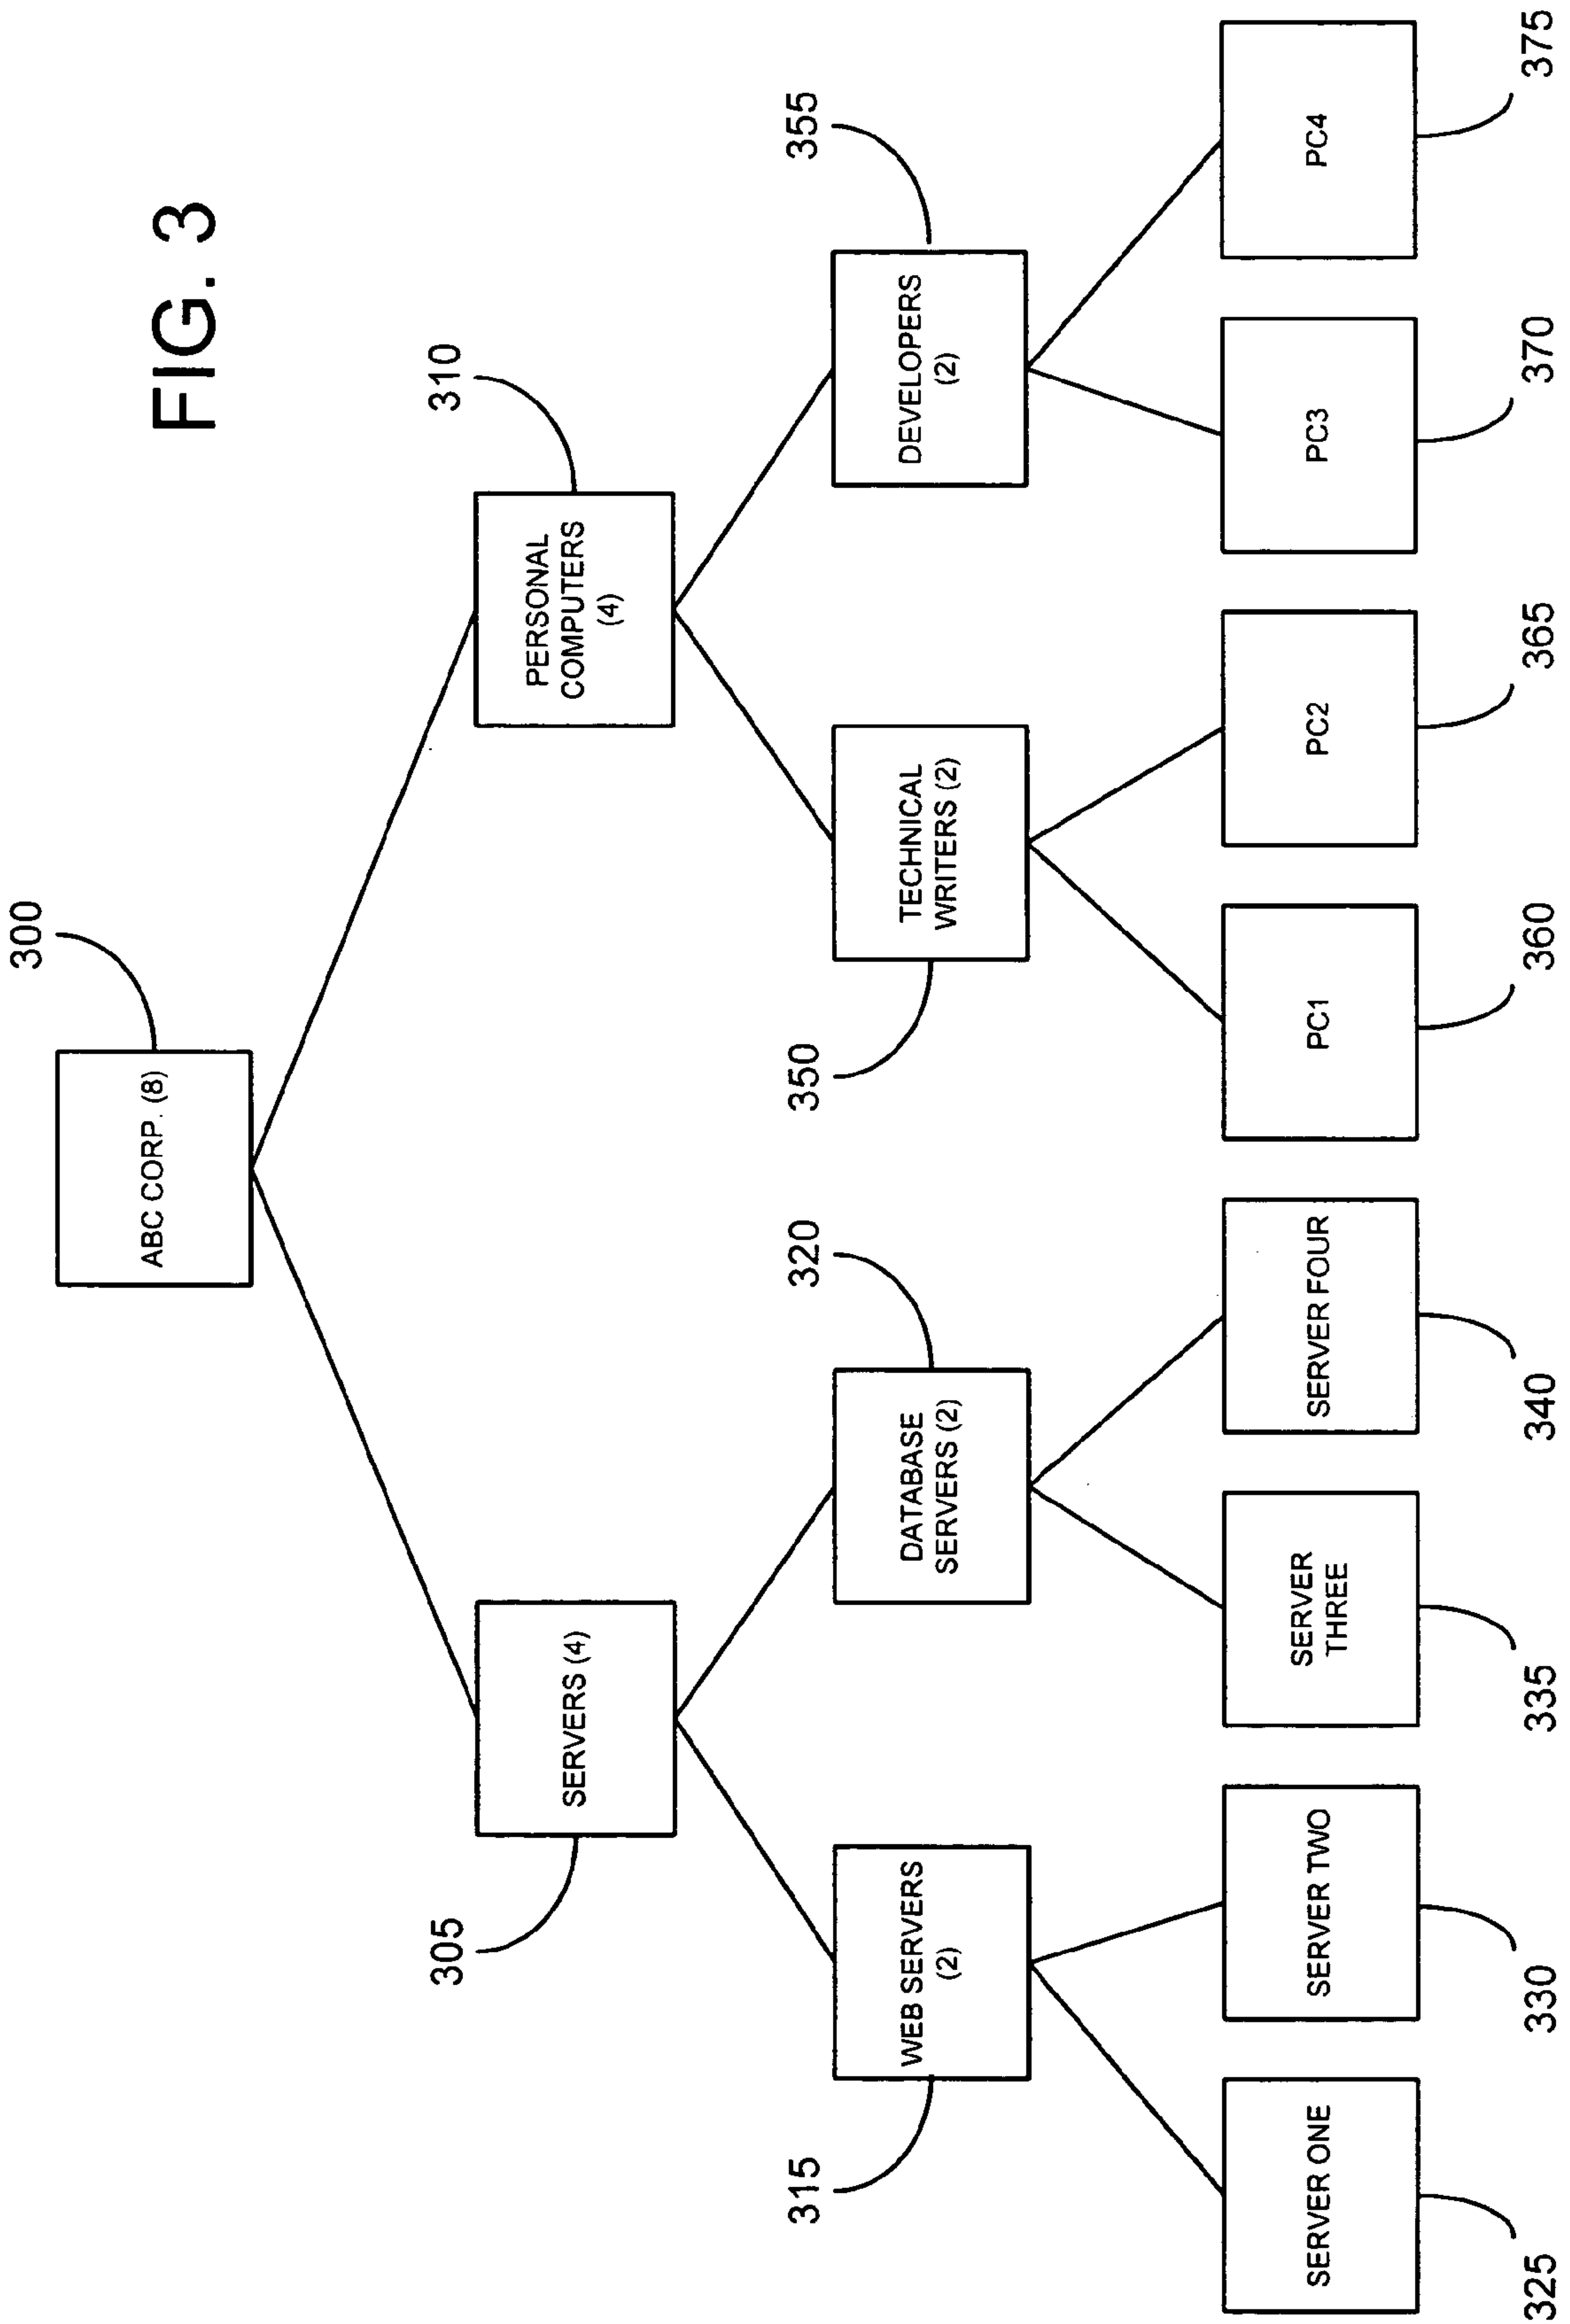 FIG. 3
300
ABC CORP. (8)
305
SERVERS (4)
310
PERSONAL
COMPUTERS
(4)
315
WEB SERVERS
(2)
320
DATABASE
SERVERS (2)
350
TECHNICAL
WRITERS (2)
355
DEVELOPERS
(2)
SERVER ONE
SERVER TWO
SERVER
THREE
SERVER FOUR
PC1
PC2
PC3
PC4
325
330
335
340
360
365
370
375